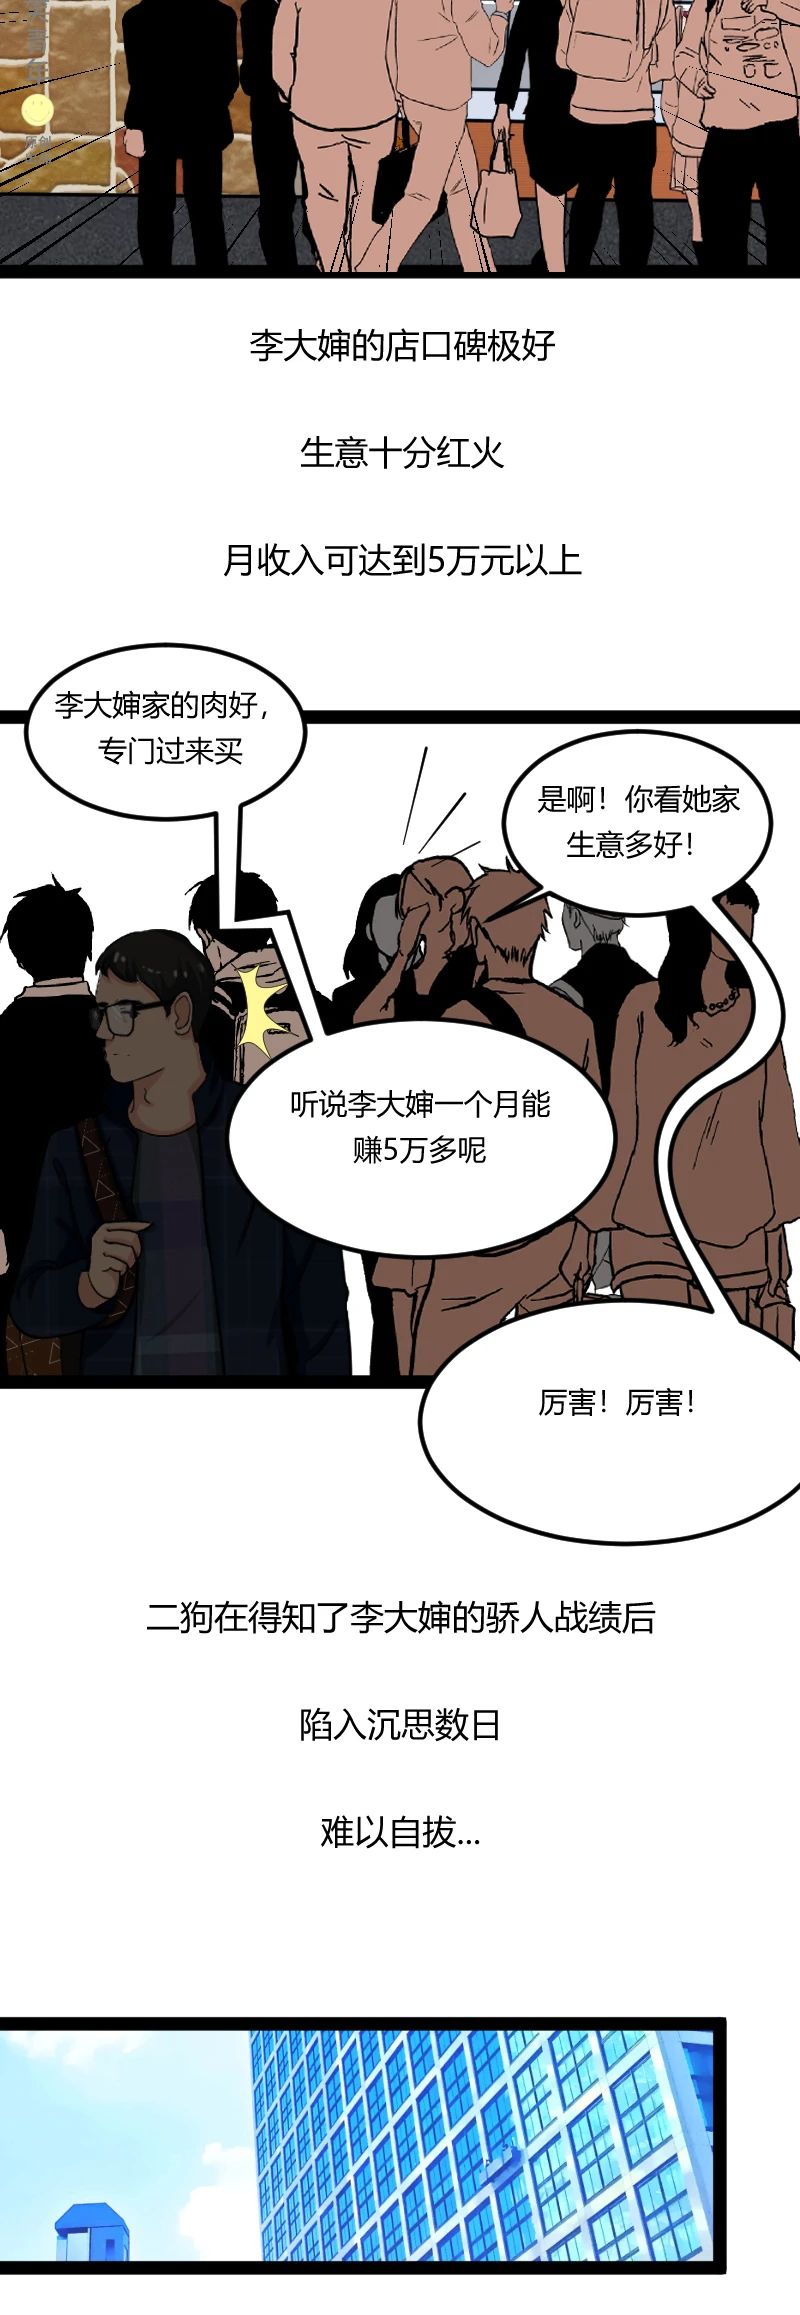 青年
原创
李大婶的店口碑极好
生意十分红火
月收入可达到5万元以上
李大婶家的肉好，
专门过来买
是啊！你看她家
生意多好！
听说李大婶一个月能
赚5万多呢
厉害！厉害！
二狗在得知了李大婶的骄人战绩后
陷入沉思数日
难以自拔...